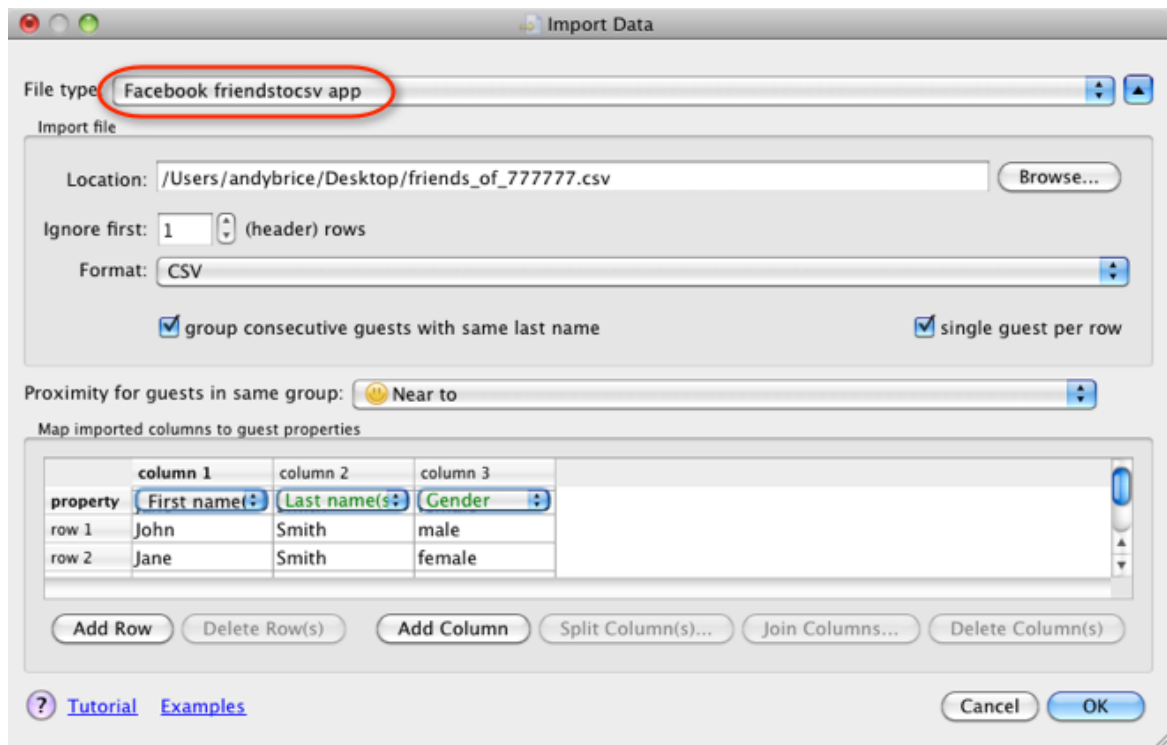 Import Data
File type: Facebook friendstocsv app
Import file
Location: /Users/andybrice/Desktop/friends_of_777777.csv Browse...
Ignore first: 1 (header) rows
Format: CSV
group consecutive guests with same last name single guest per row
Proximity for guests in same group: Near to
Map imported columns to guest properties
column 1 column 2 column 3
property First name( Last name(s Gender
row 1 John Smith male
row 2 Jane Smith female
Add Row Delete Row(s) Add Column Split Column(s)... Join Columns... Delete Column(s)
? Tutorial Examples Cancel OK